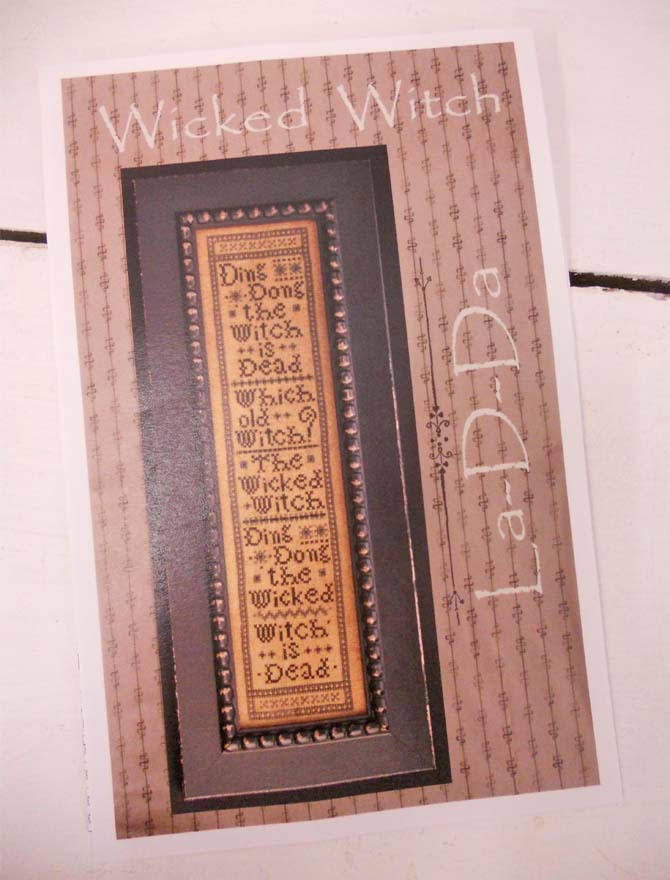 Wicked Witch
Ding
Dong
the
Witch
is
Dead
Which
old
Witch?
The
Wicked
Witch
Ding
Dong
the
Wicked
Witch
is
Dead
La-D-Da